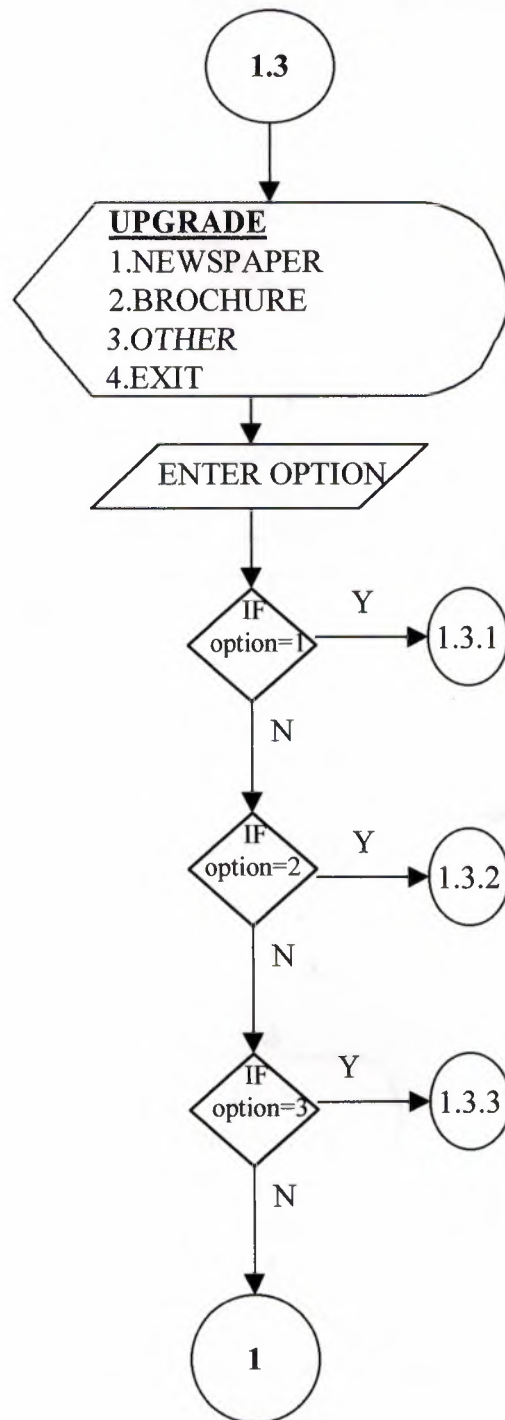 1.3
UPGRADE
1.NEWSPAPER
2.BROCHURE
3.OTHER
4.EXIT
ENTER OPTION
IF
option=1
Y
1.3.1
N
IF
option=2
Y
1.3.2
N
IF
option=3
Y
1.3.3
N
1